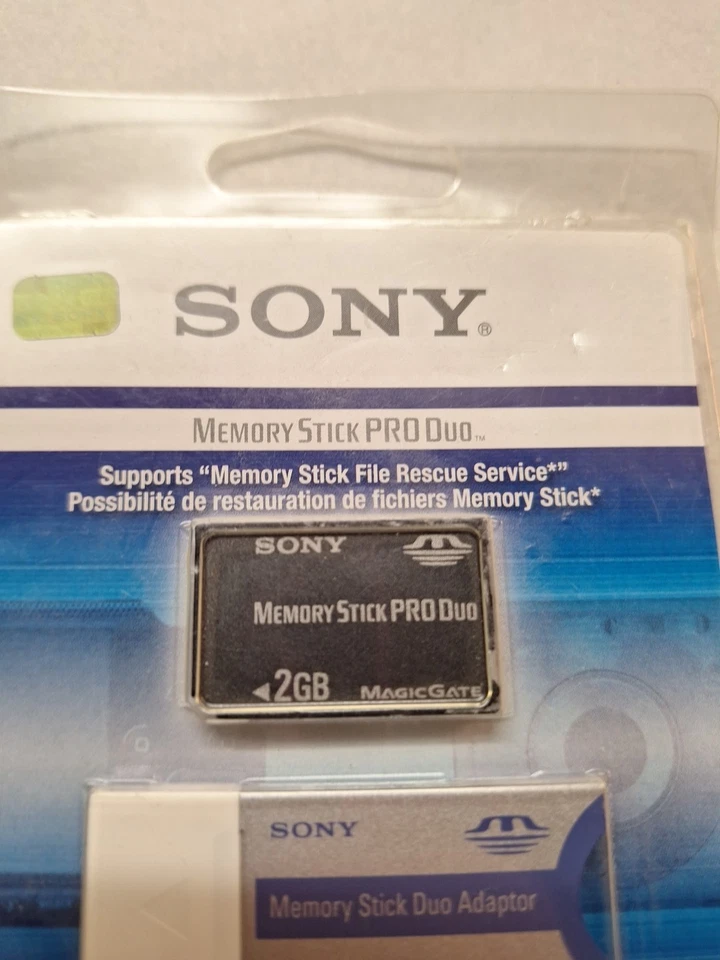 SONY®
MEMORY STICK PRO DUO™
Supports “Memory Stick File Rescue Service*”
Possibilité de restauration de fichiers Memory Stick*
SONY
MEMORY STICK PRO DUO
◄2GB MAGICGATE
SONY
Memory Stick Duo Adaptor